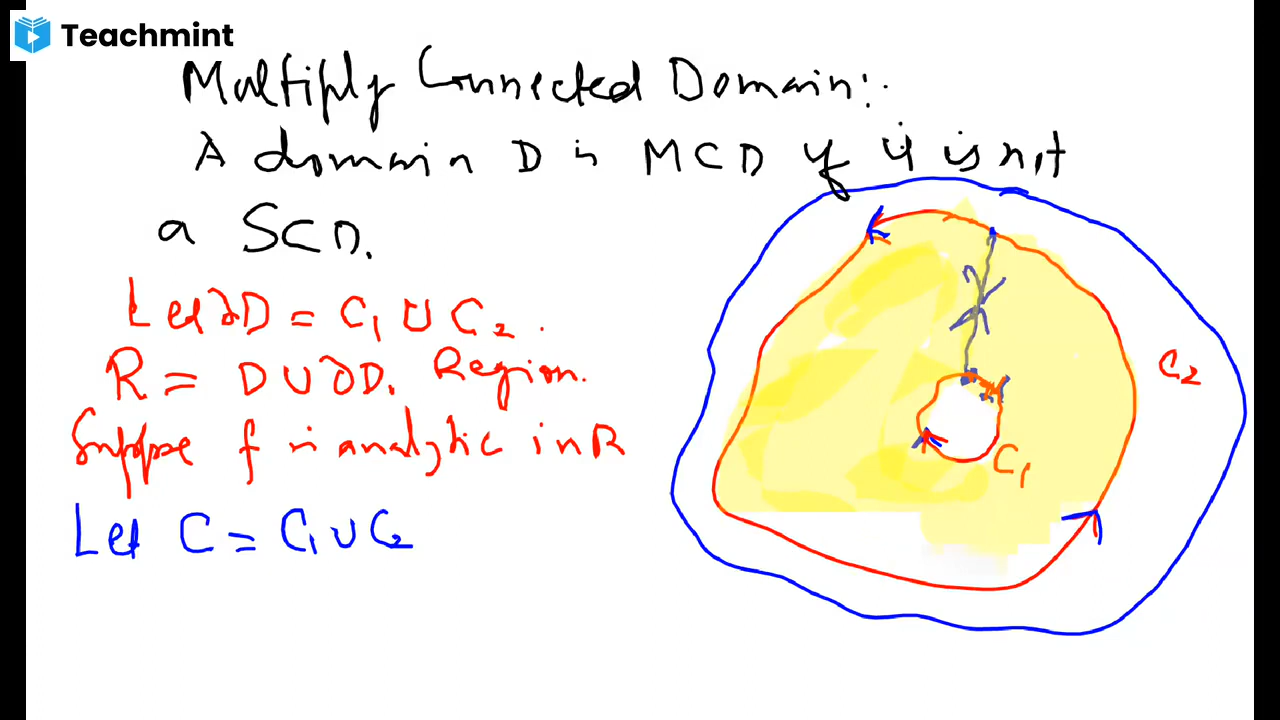 Teachmint
Multiply Connected Domain:.
A domain D is MCD if it is not
a SCD.
Let ∂D = C₁ ∪ C₂.
R = D ∪ ∂D. Region.
Suppose f is analytic in R
Let C = C₁ ∪ C₂
C₂
C₁